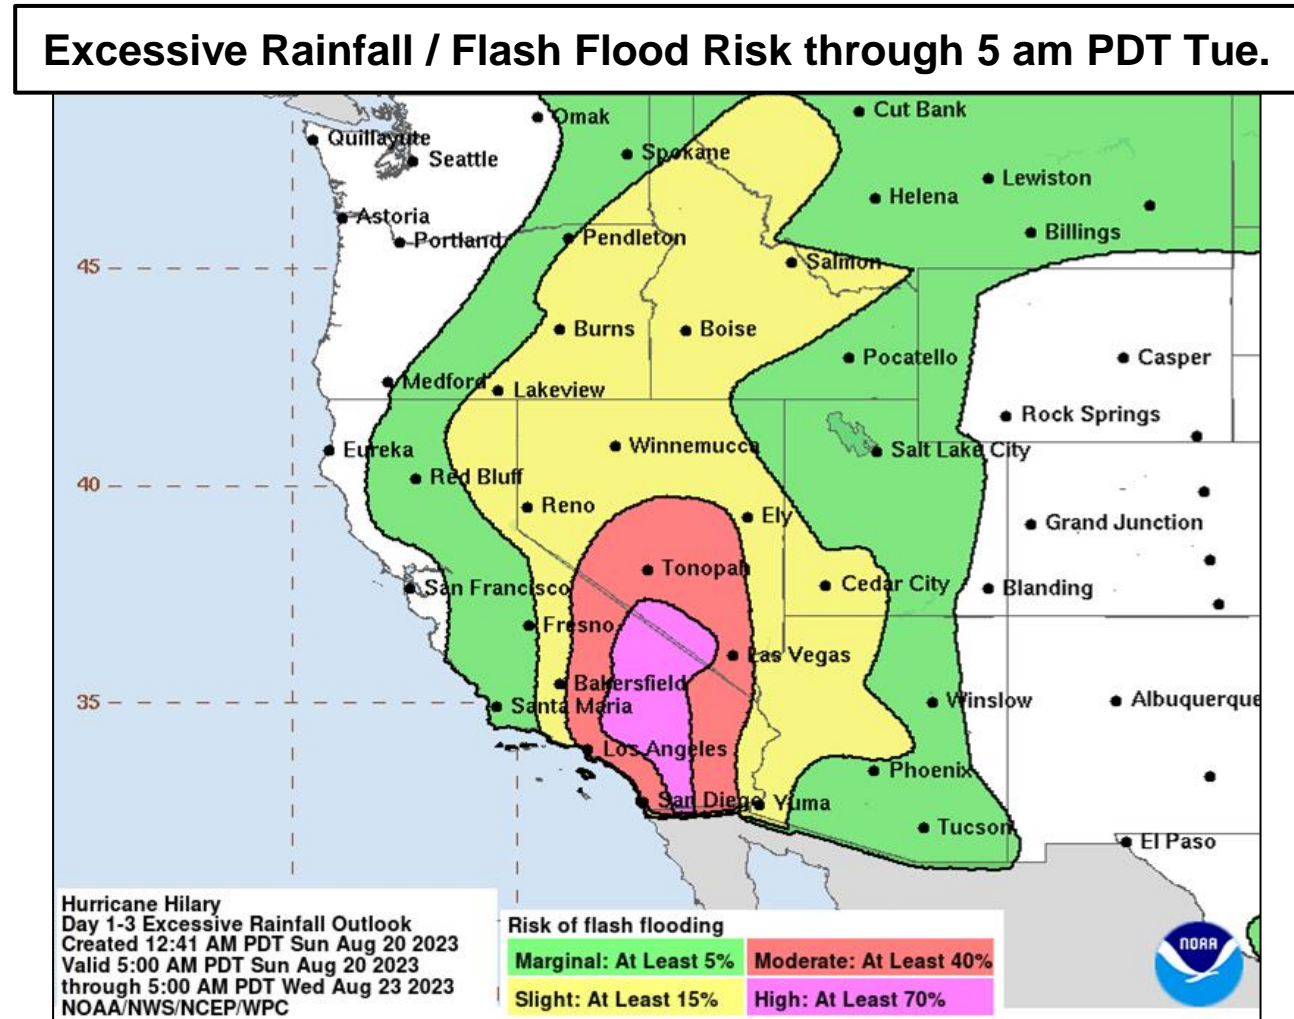 Excessive Rainfall / Flash Flood Risk through 5 am PDT Tue.
Omak
Cut Bank
Quillayute
Seattle
Spokane
Lewiston
Helena
Astoria
Portland
Pendleton
Billings
45
Salmon
Burns
Boise
Pocatello
Casper
Medford
Lakeview
Rock Springs
Eureka
Winnemucca
Salt Lake City
40
Red Bluff
Reno
Ely
Grand Junction
Tonopah
San Francisco
Cedar City
Blanding
Fresno
Las Vegas
Bakersfield
35
Santa Maria
Winslow
Albuquerque
Los Angeles
Phoenix
San Diego
Yuma
Tucson
El Paso
Hurricane Hilary
Day 1-3 Excessive Rainfall Outlook
Created 12:41 AM PDT Sun Aug 20 2023
Valid 5:00 AM PDT Sun Aug 20 2023
through 5:00 AM PDT Wed Aug 23 2023
NOAA/NWS/NCEP/WPC
Risk of flash flooding
Marginal: At Least 5%
Moderate: At Least 40%
Slight: At Least 15%
High: At Least 70%
NOAA